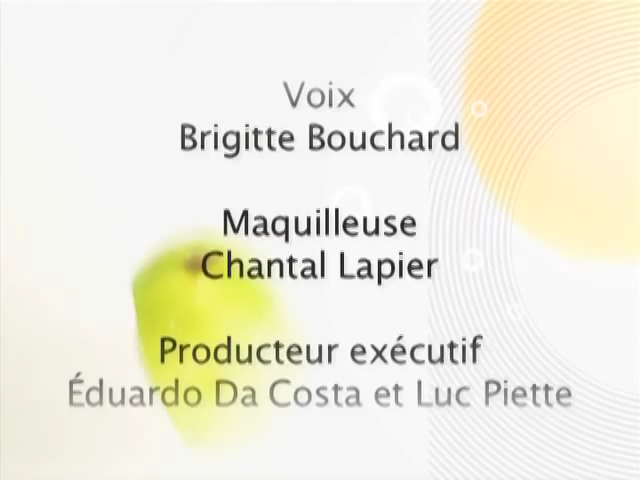 Voix
Brigitte Bouchard
Maquilleuse
Chantal Lapier
Producteur exécutif
Éduardo Da Costa et Luc Piette